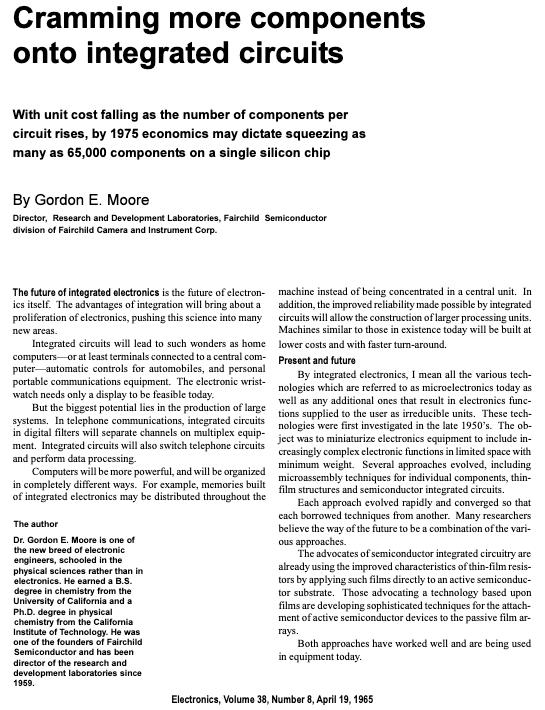 Cramming more components
onto integrated circuits
With unit cost falling as the number of components per
circuit rises, by 1975 economics may dictate squeezing as
many as 65,000 components on a single silicon chip
By Gordon E. Moore
Director, Research and Development Laboratories, Fairchild Semiconductor
division of Fairchild Camera and Instrument Corp.
The future of integrated electronics is the future of electron-
ics itself. The advantages of integration will bring about a
proliferation of electronics, pushing this science into many
new areas.
Integrated circuits will lead to such wonders as home
computers—or at least terminals connected to a central com-
puter—automatic controls for automobiles, and personal
portable communications equipment. The electronic wrist-
watch needs only a display to be feasible today.
But the biggest potential lies in the production of large
systems. In telephone communications, integrated circuits
in digital filters will separate channels on multiplex equip-
ment. Integrated circuits will also switch telephone circuits
and perform data processing.
Computers will be more powerful, and will be organized
in completely different ways. For example, memories built
of integrated electronics may be distributed throughout the
The author
Dr. Gordon E. Moore is one of
the new breed of electronic
engineers, schooled in the
physical sciences rather than in
electronics. He earned a B.S.
degree in chemistry from the
University of California and a
Ph.D. degree in physical
chemistry from the California
Institute of Technology. He was
one of the founders of Fairchild
Semiconductor and has been
director of the research and
development laboratories since
1959.
machine instead of being concentrated in a central unit. In
addition, the improved reliability made possible by integrated
circuits will allow the construction of larger processing units.
Machines similar to those in existence today will be built at
lower costs and with faster turn-around.
Present and future
By integrated electronics, I mean all the various tech-
nologies which are referred to as microelectronics today as
well as any additional ones that result in electronics func-
tions supplied to the user as irreducible units. These tech-
nologies were first investigated in the late 1950's. The ob-
ject was to miniaturize electronics equipment to include in-
creasingly complex electronic functions in limited space with
minimum weight. Several approaches evolved, including
microassembly techniques for individual components, thin-
film structures and semiconductor integrated circuits.
Each approach evolved rapidly and converged so that
each borrowed techniques from another. Many researchers
believe the way of the future to be a combination of the vari-
ous approaches.
The advocates of semiconductor integrated circuitry are
already using the improved characteristics of thin-film resis-
tors by applying such films directly to an active semiconduc-
tor substrate. Those advocating a technology based upon
films are developing sophisticated techniques for the attach-
ment of active semiconductor devices to the passive film ar-
rays.
Both approaches have worked well and are being used
in equipment today.
Electronics, Volume 38, Number 8, April 19, 1965